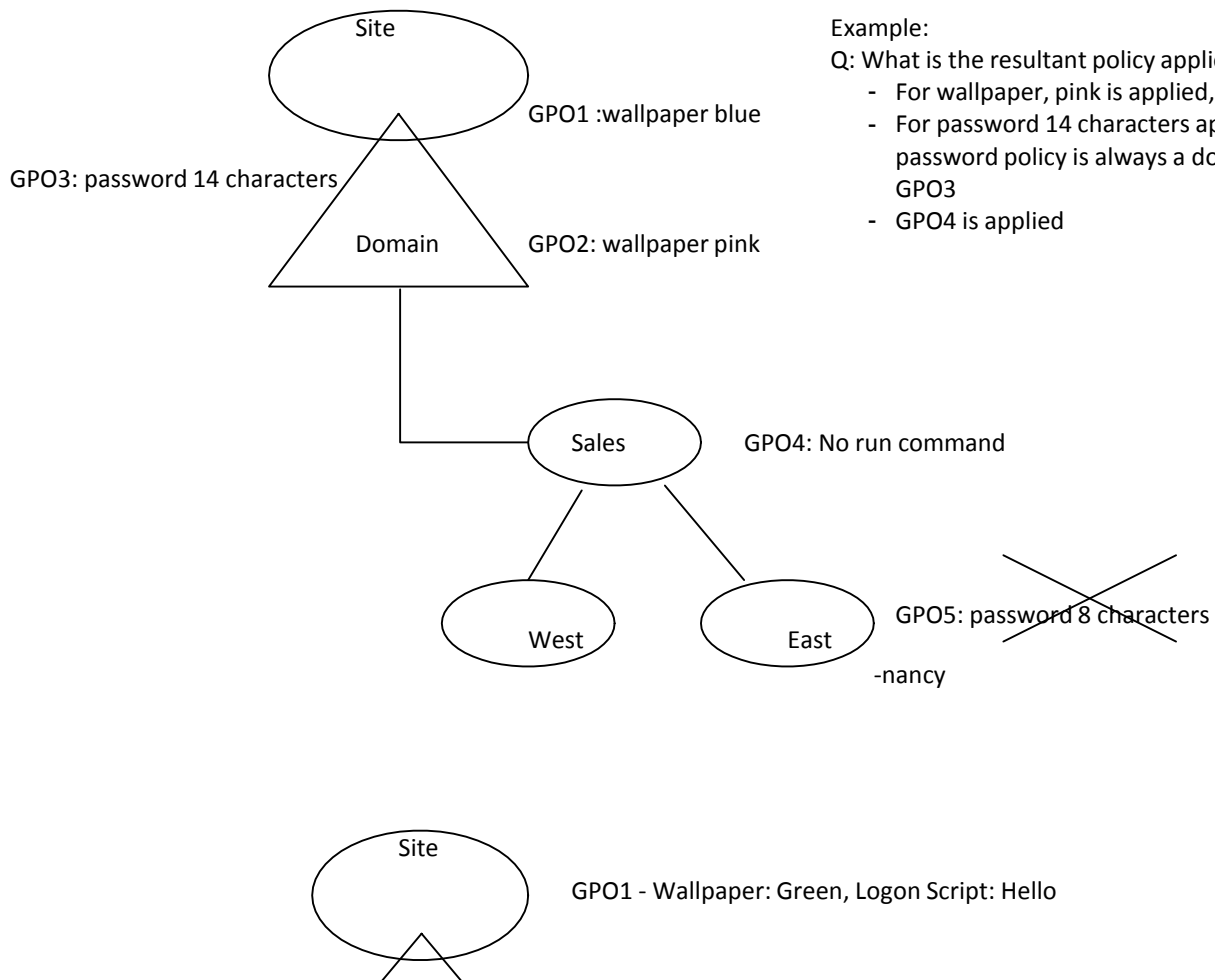 Site
Example:
Q: What is the resultant policy applie
- For wallpaper, pink is applied,
- For password 14 characters ap
password policy is always a do
GPO3
- GPO4 is applied
GPO1 :wallpaper blue
GPO3: password 14 characters
Domain
GPO2: wallpaper pink
Sales
GPO4: No run command
West
East
GPO5: password 8 characters
-nancy
Site
GPO1 - Wallpaper: Green, Logon Script: Hello